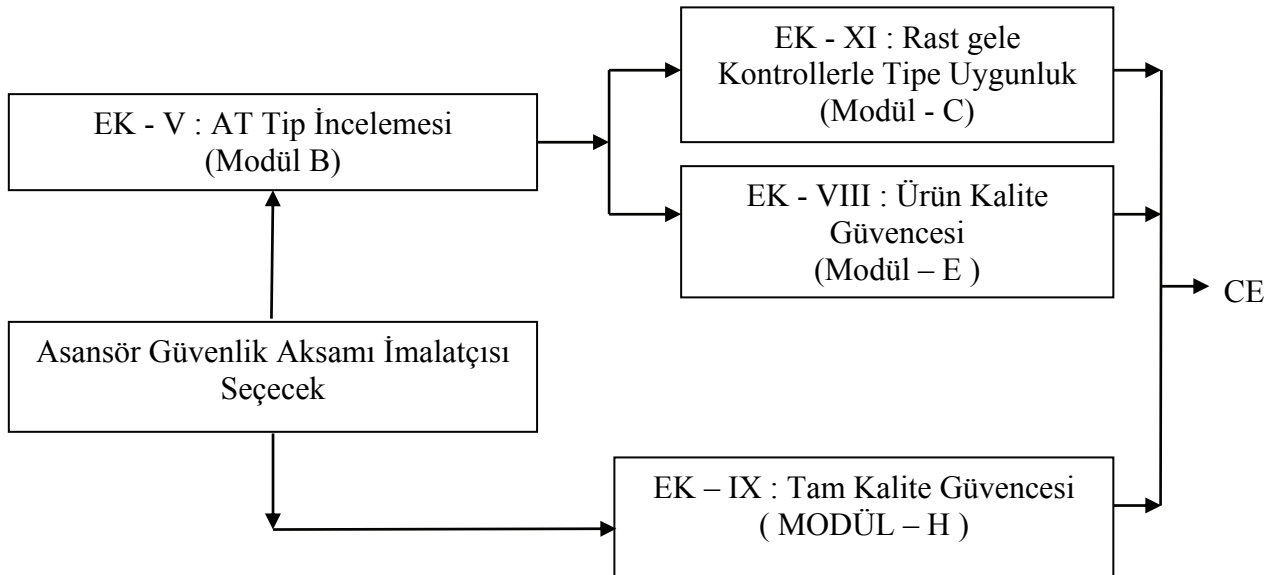 EK - XI : Rast gele
Kontrollerle Tipe Uygunluk
(Modül - C)
EK - V : AT Tip İncelemesi
(Modül B)
EK - VIII : Ürün Kalite
Güvencesi
(Modül – E )
CE
Asansör Güvenlik Aksamı İmalatçısı
Seçecek
EK – IX : Tam Kalite Güvencesi
( MODÜL – H )